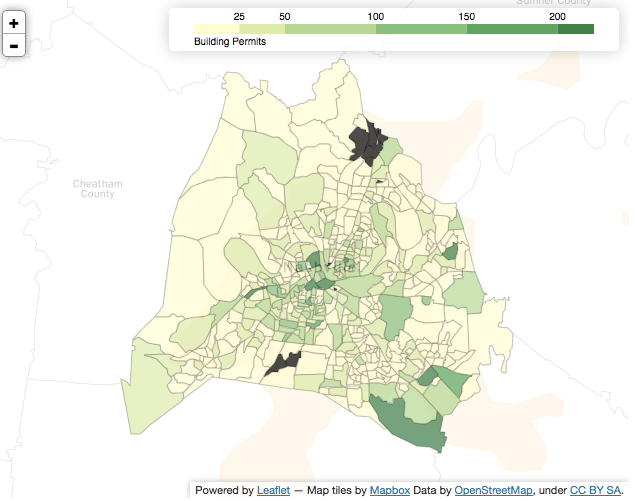 Sumner County
+
25 50 100 150 200
-
Building Permits
Cheatham
County
Powered by Leaflet — Map tiles by Mapbox Data by OpenStreetMap, under CC BY SA.